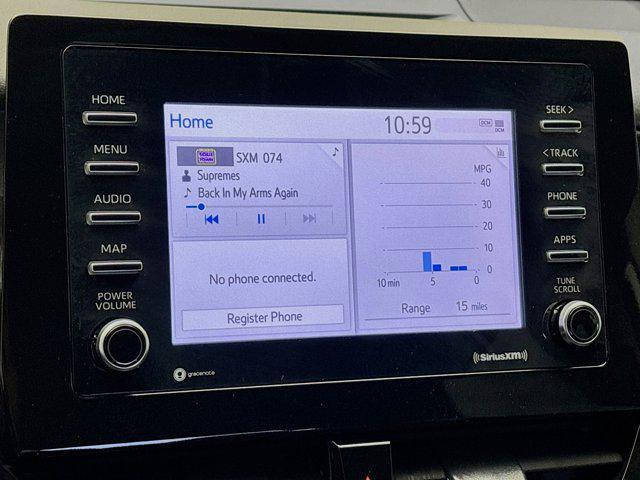 HOME
MENU
AUDIO
MAP
POWER
VOLUME
Home
10:59
DCM
DCM
SXM 074
Supremes
Back In My Arms Again
No phone connected.
Register Phone
MPG
40
30
20
10
0
10 min
5
0
Range 15 miles
SEEK >
< TRACK
PHONE
APPS
TUNE
SCROLL
gracenote
((SiriusXM))